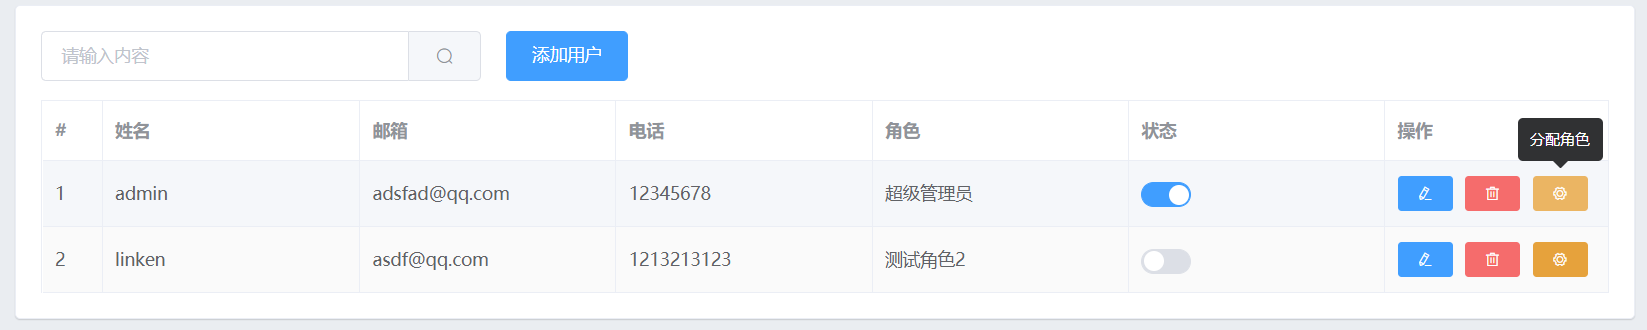 请输入内容 添加用户
# 姓名 邮箱 电话 角色 状态 操作
分配角色
1 admin adsfad@qq.com 12345678 超级管理员
2 linken asdf@qq.com 1213213123 测试角色2